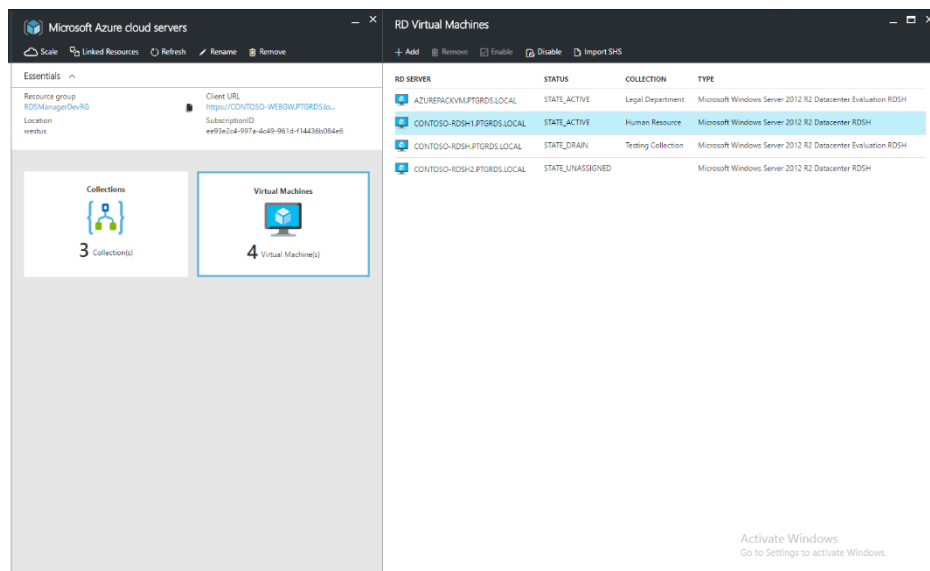 Microsoft Azure cloud servers
Scale Linked Resources Refresh Rename Remove
Essentials
Resource group
RDSManagerDevRG
Client URL
https://CONTOSO-WEBGW.PTGRDS.lo...
Location
westus
SubscriptionID
ee93e2c4-997a-4c49-961d-f14436b084e6
Collections
3 Collection(s)
Virtual Machines
4 Virtual Machine(s)
RD Virtual Machines
Add Remove Enable Disable Import SHS
RD SERVER STATUS COLLECTION TYPE
AZUREPACKVM.PTGRDS.LOCAL STATE_ACTIVE Legal Department Microsoft Windows Server 2012 R2 Datacenter Evaluation RDSH
CONTOSO-RDSH1.PTGRDS.LOCAL STATE_ACTIVE Human Resource Microsoft Windows Server 2012 R2 Datacenter RDSH
CONTOSO-RDSH.PTGRDS.LOCAL STATE_DRAIN Testing Collection Microsoft Windows Server 2012 R2 Datacenter Evaluation RDSH
CONTOSO-RDSH2.PTGRDS.LOCAL STATE_UNASSIGNED Microsoft Windows Server 2012 R2 Datacenter RDSH
Activate Windows
Go to Settings to activate Windows.